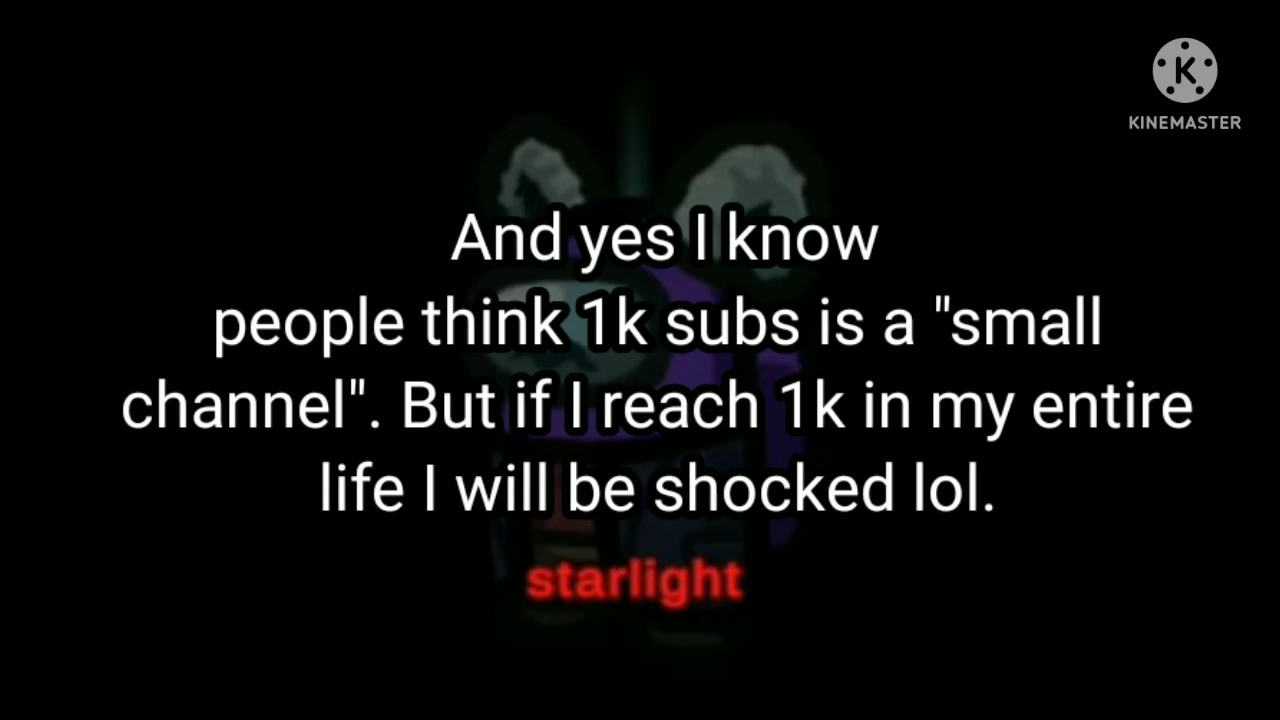 KINEMASTER
And yes I know
people think 1k subs is a "small
channel". But if I reach 1k in my entire
life I will be shocked lol.
starlight